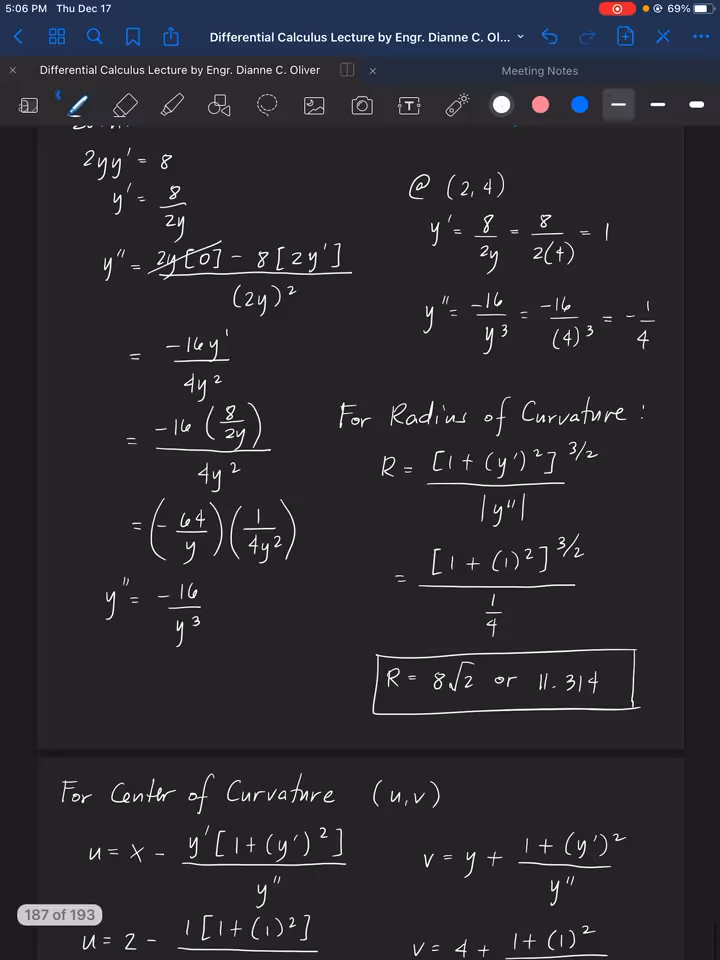 5:06 PM Thu Dec 17
69%
Differential Calculus Lecture by Engr. Dianne C. Ol...
Differential Calculus Lecture by Engr. Dianne C. Oliver
Meeting Notes
2yy' = 8
y' = 8/2y
y'' = (2y[0] - 8[2y'])/(2y)²
= -16y'/4y²
= -16(8/2y)/4y²
= (-64/y)(1/4y²)
y'' = -16/y³
@ (2, 4)
y' = 8/2y = 8/2(4) = 1
y'' = -16/y³ = -16/(4)³ = -1/4
For Radius of Curvature :
R = [1 + (y')²]^3/2 / |y''|
= [1 + (1)²]^3/2 / (1/4)
R = 8√2 or 11.314
For Center of Curvature (u, v)
u = x - y'[1+(y')²]/y''
v = y + 1+(y')²/y''
u = 2 - 1[1+(1)²]
v = 4 + 1+(1)²
187 of 193